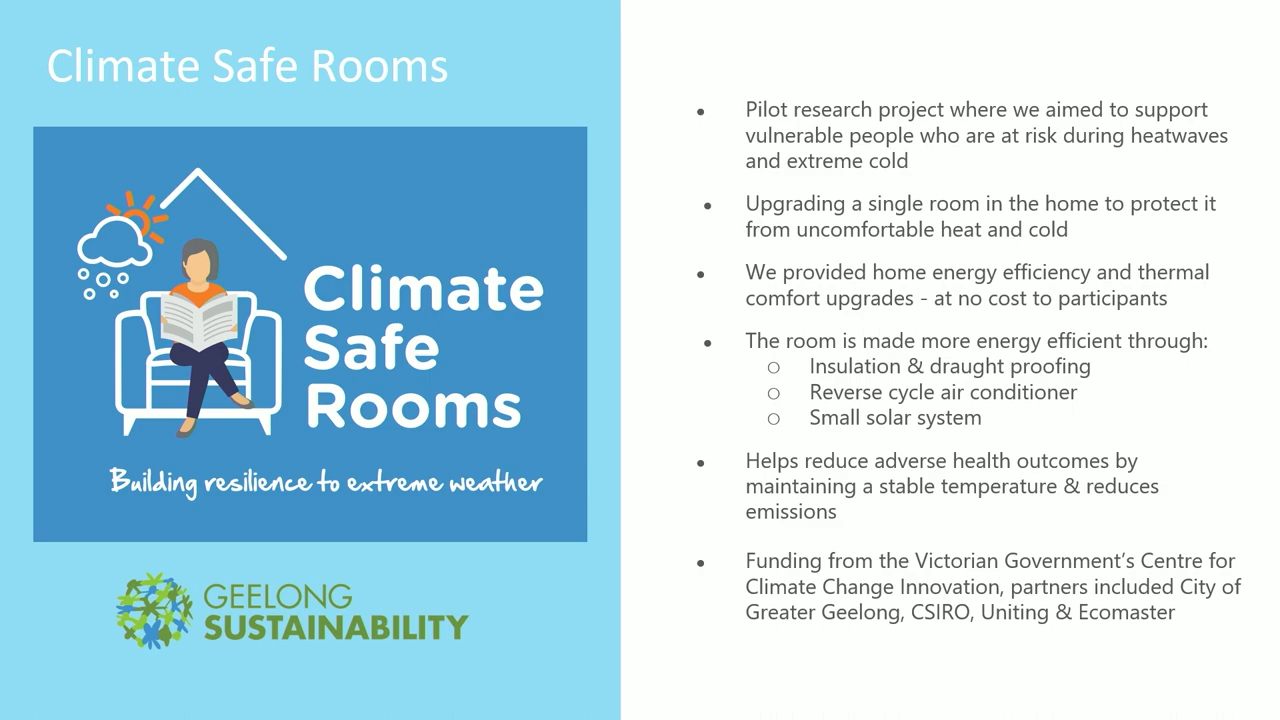 Climate Safe Rooms
Climate
Safe
Rooms
Building resilience to extreme weather
GEELONG
SUSTAINABILITY
• Pilot research project where we aimed to support
vulnerable people who are at risk during heatwaves
and extreme cold
• Upgrading a single room in the home to protect it
from uncomfortable heat and cold
• We provided home energy efficiency and thermal
comfort upgrades - at no cost to participants
• The room is made more energy efficient through:
○ Insulation & draught proofing
○ Reverse cycle air conditioner
○ Small solar system
• Helps reduce adverse health outcomes by
maintaining a stable temperature & reduces
emissions
• Funding from the Victorian Government’s Centre for
Climate Change Innovation, partners included City of
Greater Geelong, CSIRO, Uniting & Ecomaster